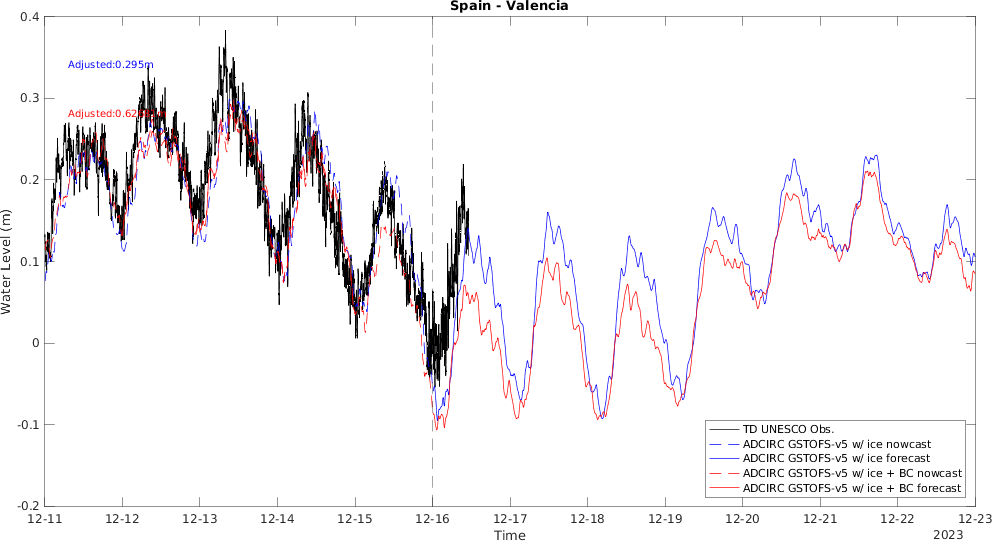 Spain - Valencia
0.4
0.3
0.2
0.1
0
-0.1
-0.2
Water Level (m)
Adjusted:0.295m
TD UNESCO Obs.
ADCIRC GSTOFS-v5 w/ ice nowcast
ADCIRC GSTOFS-v5 w/ ice forecast
ADCIRC GSTOFS-v5 w/ ice + BC nowcast
ADCIRC GSTOFS-v5 w/ ice + BC forecast
12-11 12-12 12-13 12-14 12-15 12-16 12-17 12-18 12-19 12-20 12-21 12-22 12-23
Time
2023